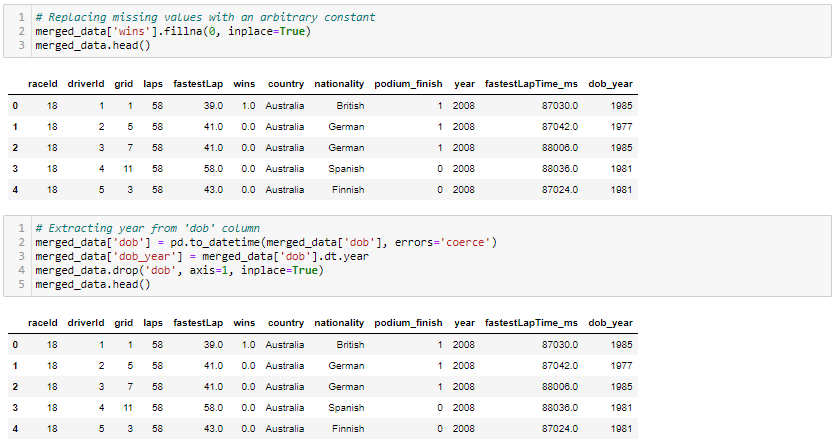 1 # Replacing missing values with an arbitrary constant
2 merged_data['wins'].fillna(0, inplace=True)
3 merged_data.head()
raceId driverId grid laps fastestLap wins country nationality podium_finish year fastestLapTime_ms dob_year
0 18 1 1 58 39.0 1.0 Australia British 1 2008 87030.0 1985
1 18 2 5 58 41.0 0.0 Australia German 1 2008 87042.0 1977
2 18 3 7 58 41.0 0.0 Australia German 1 2008 88006.0 1985
3 18 4 11 58 58.0 0.0 Australia Spanish 0 2008 88036.0 1981
4 18 5 3 58 43.0 0.0 Australia Finnish 0 2008 87024.0 1981
1 # Extracting year from 'dob' column
2 merged_data['dob'] = pd.to_datetime(merged_data['dob'], errors='coerce')
3 merged_data['dob_year'] = merged_data['dob'].dt.year
4 merged_data.drop('dob', axis=1, inplace=True)
5 merged_data.head()
raceId driverId grid laps fastestLap wins country nationality podium_finish year fastestLapTime_ms dob_year
0 18 1 1 58 39.0 1.0 Australia British 1 2008 87030.0 1985
1 18 2 5 58 41.0 0.0 Australia German 1 2008 87042.0 1977
2 18 3 7 58 41.0 0.0 Australia German 1 2008 88006.0 1985
3 18 4 11 58 58.0 0.0 Australia Spanish 0 2008 88036.0 1981
4 18 5 3 58 43.0 0.0 Australia Finnish 0 2008 87024.0 1981